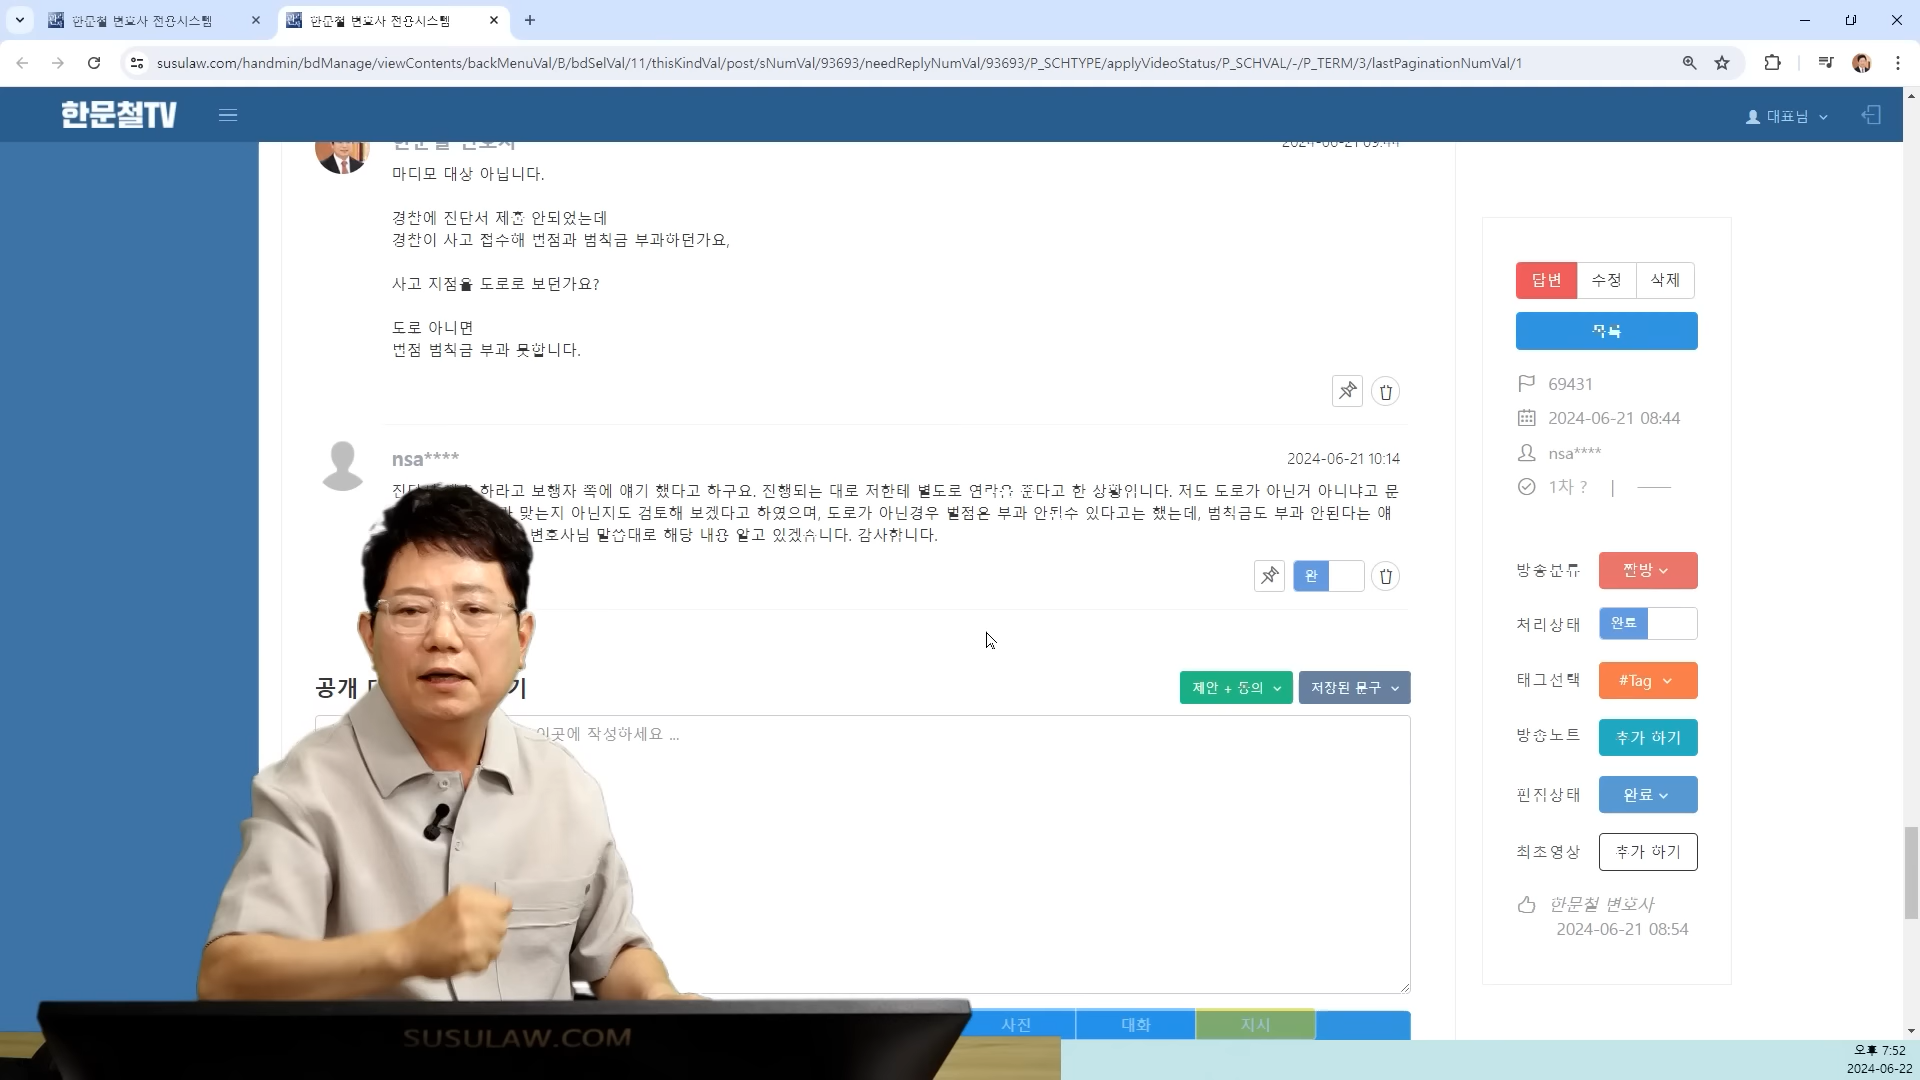 한문철 변호사 전용시스템
한문철 변호사 전용시스템
susulaw.com/handmin/bdManage/viewContents/backMenuVal/B/bdSelVal/11/thisKindVal/post/sNumVal/93693/needReplyNumVal/93693/P_SCHTYPE/applyVideoStatus/P_SCHVAL/-/P_TERM/3/lastPaginationNumVal/1
한문철TV
대표님
한문철 변호사
2024-06-21 09:44
마디모 대상 아닙니다.
경찰에 진단서 제출 안되었는데
경찰이 사고 접수해 벌점과 범칙금 부과하던가요,
사고 지점을 도로로 보던가요?
도로 아니면
벌점 범칙금 부과 못합니다.
nsa****
2024-06-21 10:14
하라고 보행자 쪽에 얘기 했다고 하구요. 진행되는 대로 저한테 별도로 연락을 준다고 한 상황입니다. 저도 도로가 아닌거 아니냐고 문
맞는지 아닌지도 검토해 보겠다고 하였으며, 도로가 아닌경우 벌점은 부과 안될수 있다고는 했는데, 범칙금도 부과 안된다는 얘
변호사님 말씀대로 해당 내용 알고 있겠습니다. 감사합니다.
완
공개
기
제안 + 동의
저장된 문구
이곳에 작성하세요 ...
사진
대화
지시
답변
수정
삭제
목록
69431
2024-06-21 08:44
nsa****
1차 ? |
방송분류
짠방
처리상태
완료
태그선택
#Tag
방송노트
추가 하기
편집상태
완료
최초영상
추가 하기
한문철 변호사
2024-06-21 08:54
SUSULAW.COM
오후 7:52
2024-06-22